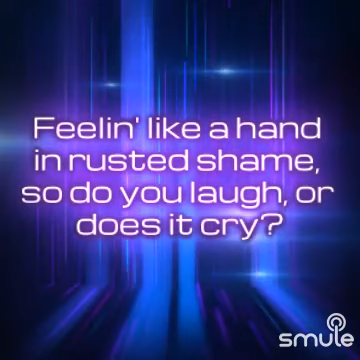 Feelin' like a hand
in rusted shame,
so do you laugh, or
does it cry?
smule